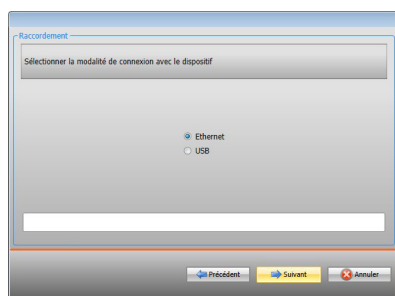 Raccordement
Sélectionner la modalité de connexion avec le dispositif
Ethernet
USB
Précédent
Suivant
Annuler